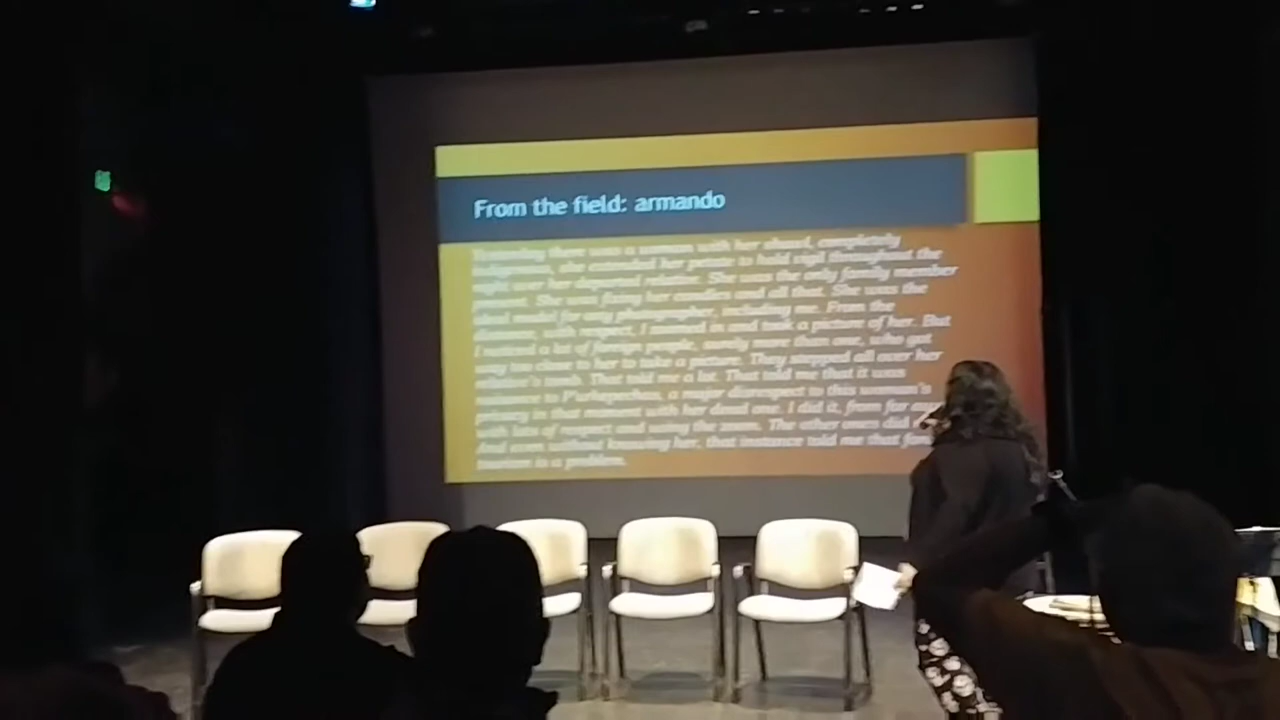 From the field: armando
there was a woman with her shawl, completely
indigenous, she extended her petate to hold vigil throughout the
night over her departed relative. She was the only family member
present. She was fixing her candles and all that. She was the
ideal model for any photographer, including me. From the
distance, with respect, I zoomed in and took a picture of her. But
I noticed a lot of foreign people, surely more than one, who got
way too close to her to take a picture. They stepped all over her
relative's tomb. That told me a lot. That told me that it was
to P'urhepechas, a major disrespect to this woman's
privacy in that moment with her dead one. I did it, from far
with lots of respect and using the zoom. The other ones did
And even without knowing her, that instance told me that
tourism is a problem.